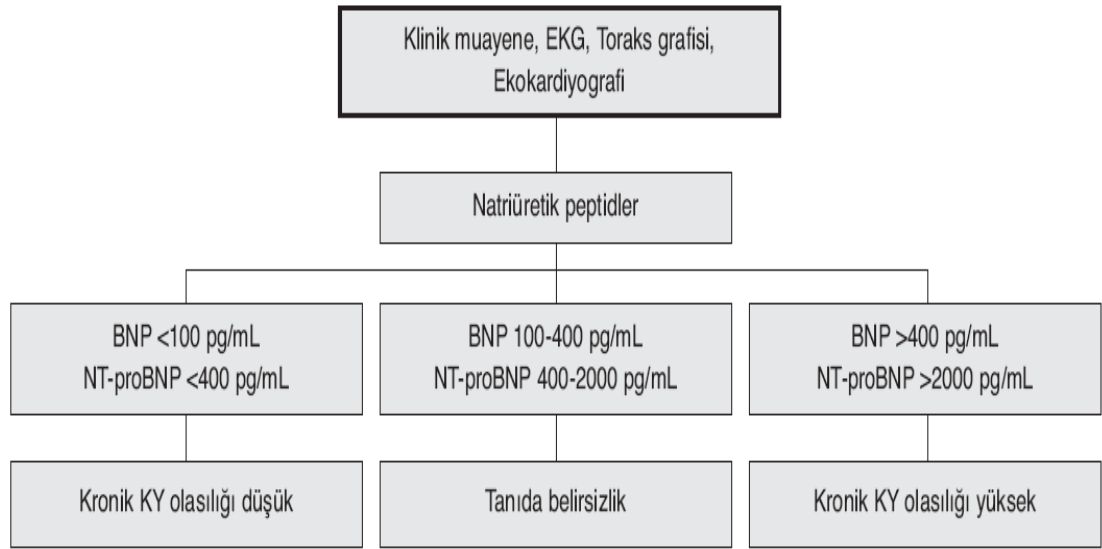 Klinik muayene, EKG, Toraks grafisi,
Ekokardiyografi
Natriüretik peptidler
BNP <100 pg/mL
NT-proBNP <400 pg/mL
BNP 100-400 pg/mL
NT-proBNP 400-2000 pg/mL
BNP >400 pg/mL
NT-proBNP >2000 pg/mL
Kronik KY olasılığı düşük
Tanıda belirsizlik
Kronik KY olasılığı yüksek